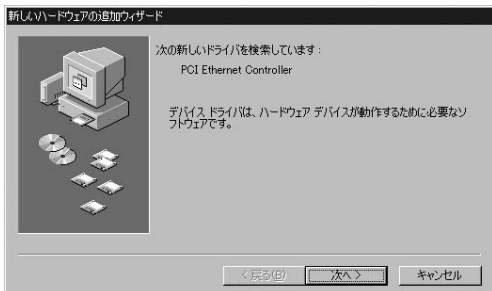 新しいハードウェアの追加ウィザード
次の新しいドライバを検索しています：
PCI Ethernet Controller
デバイス ドライバは、ハードウェア デバイスが動作するために必要なソ
フトウェアです。
< 戻る(B)
次へ >
キャンセル